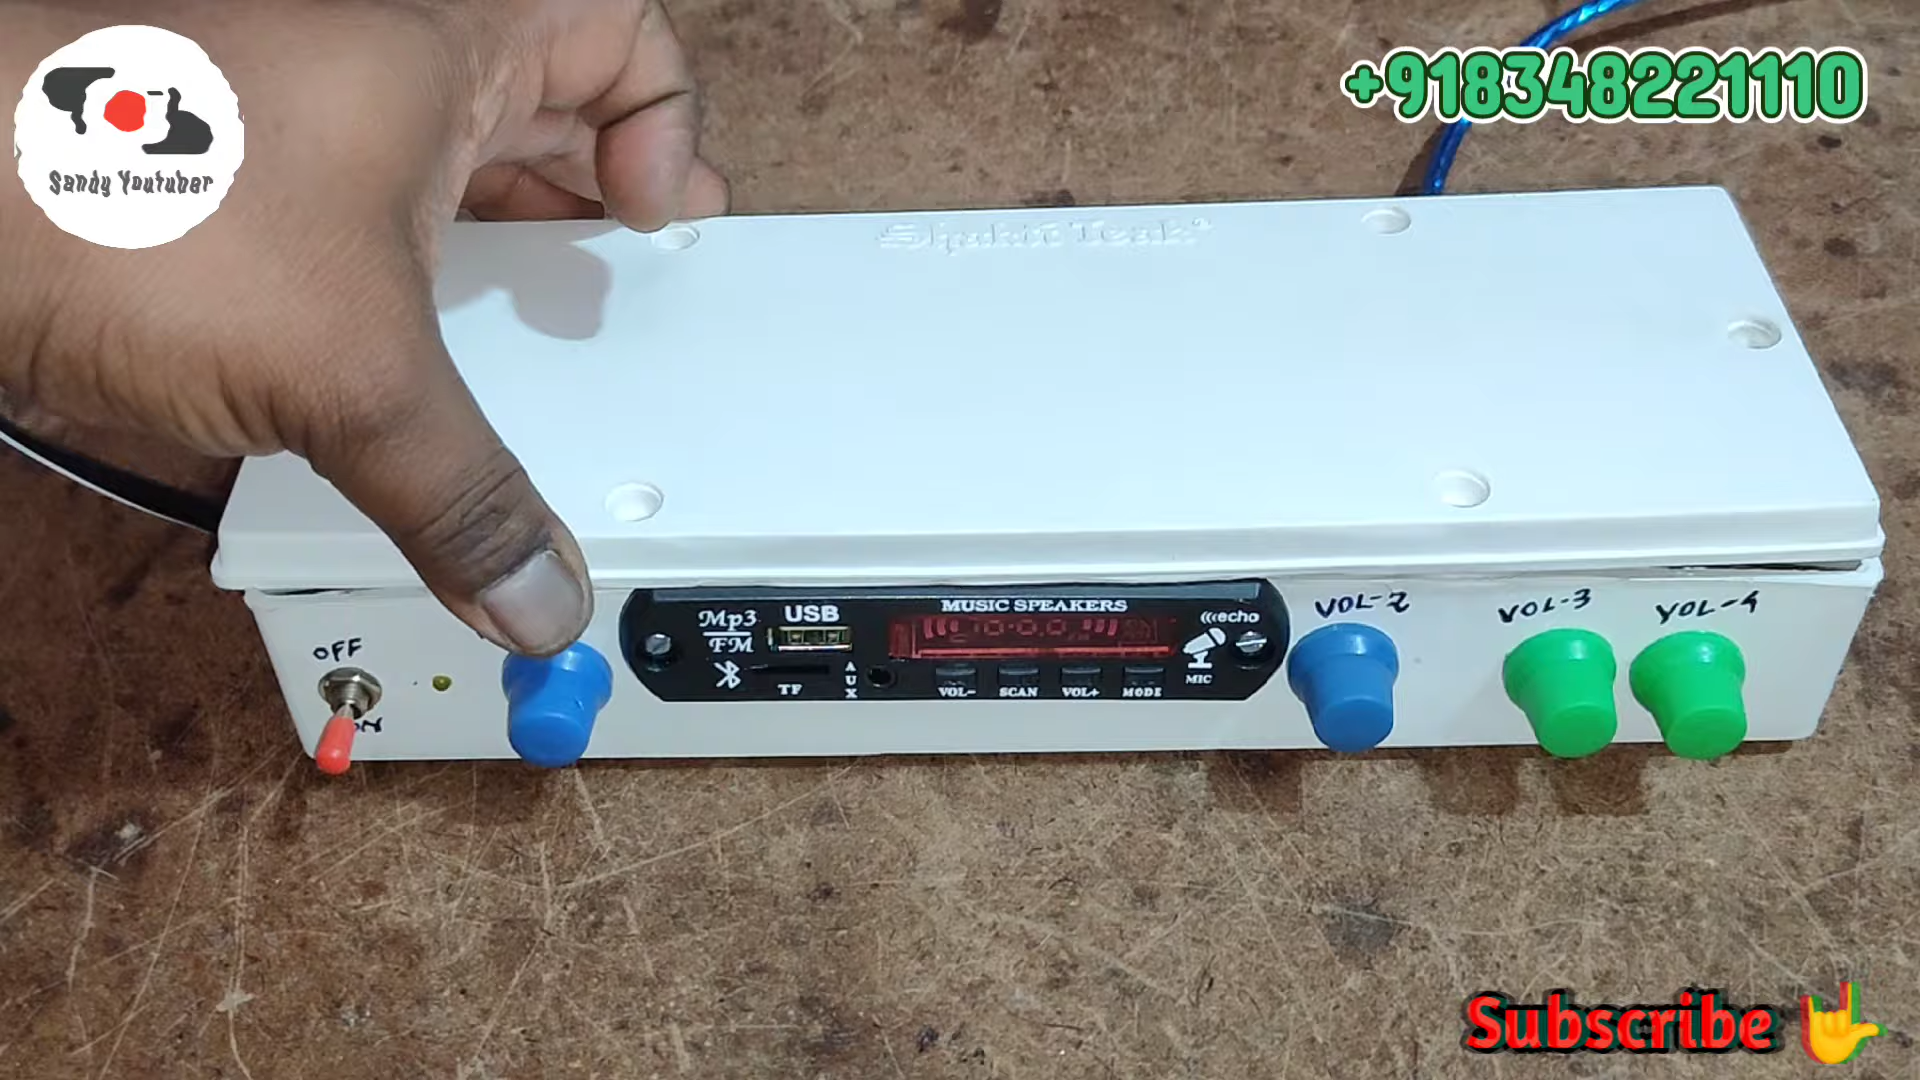 Sandy Youtuber
+918348221110
OFF
Mp3
FM
USB
TF
AUX
MUSIC SPEAKERS
VOL-
SCAN
VOL+
MODE
echo
MIC
VOL-2
VOL-3
VOL-4
Subscribe